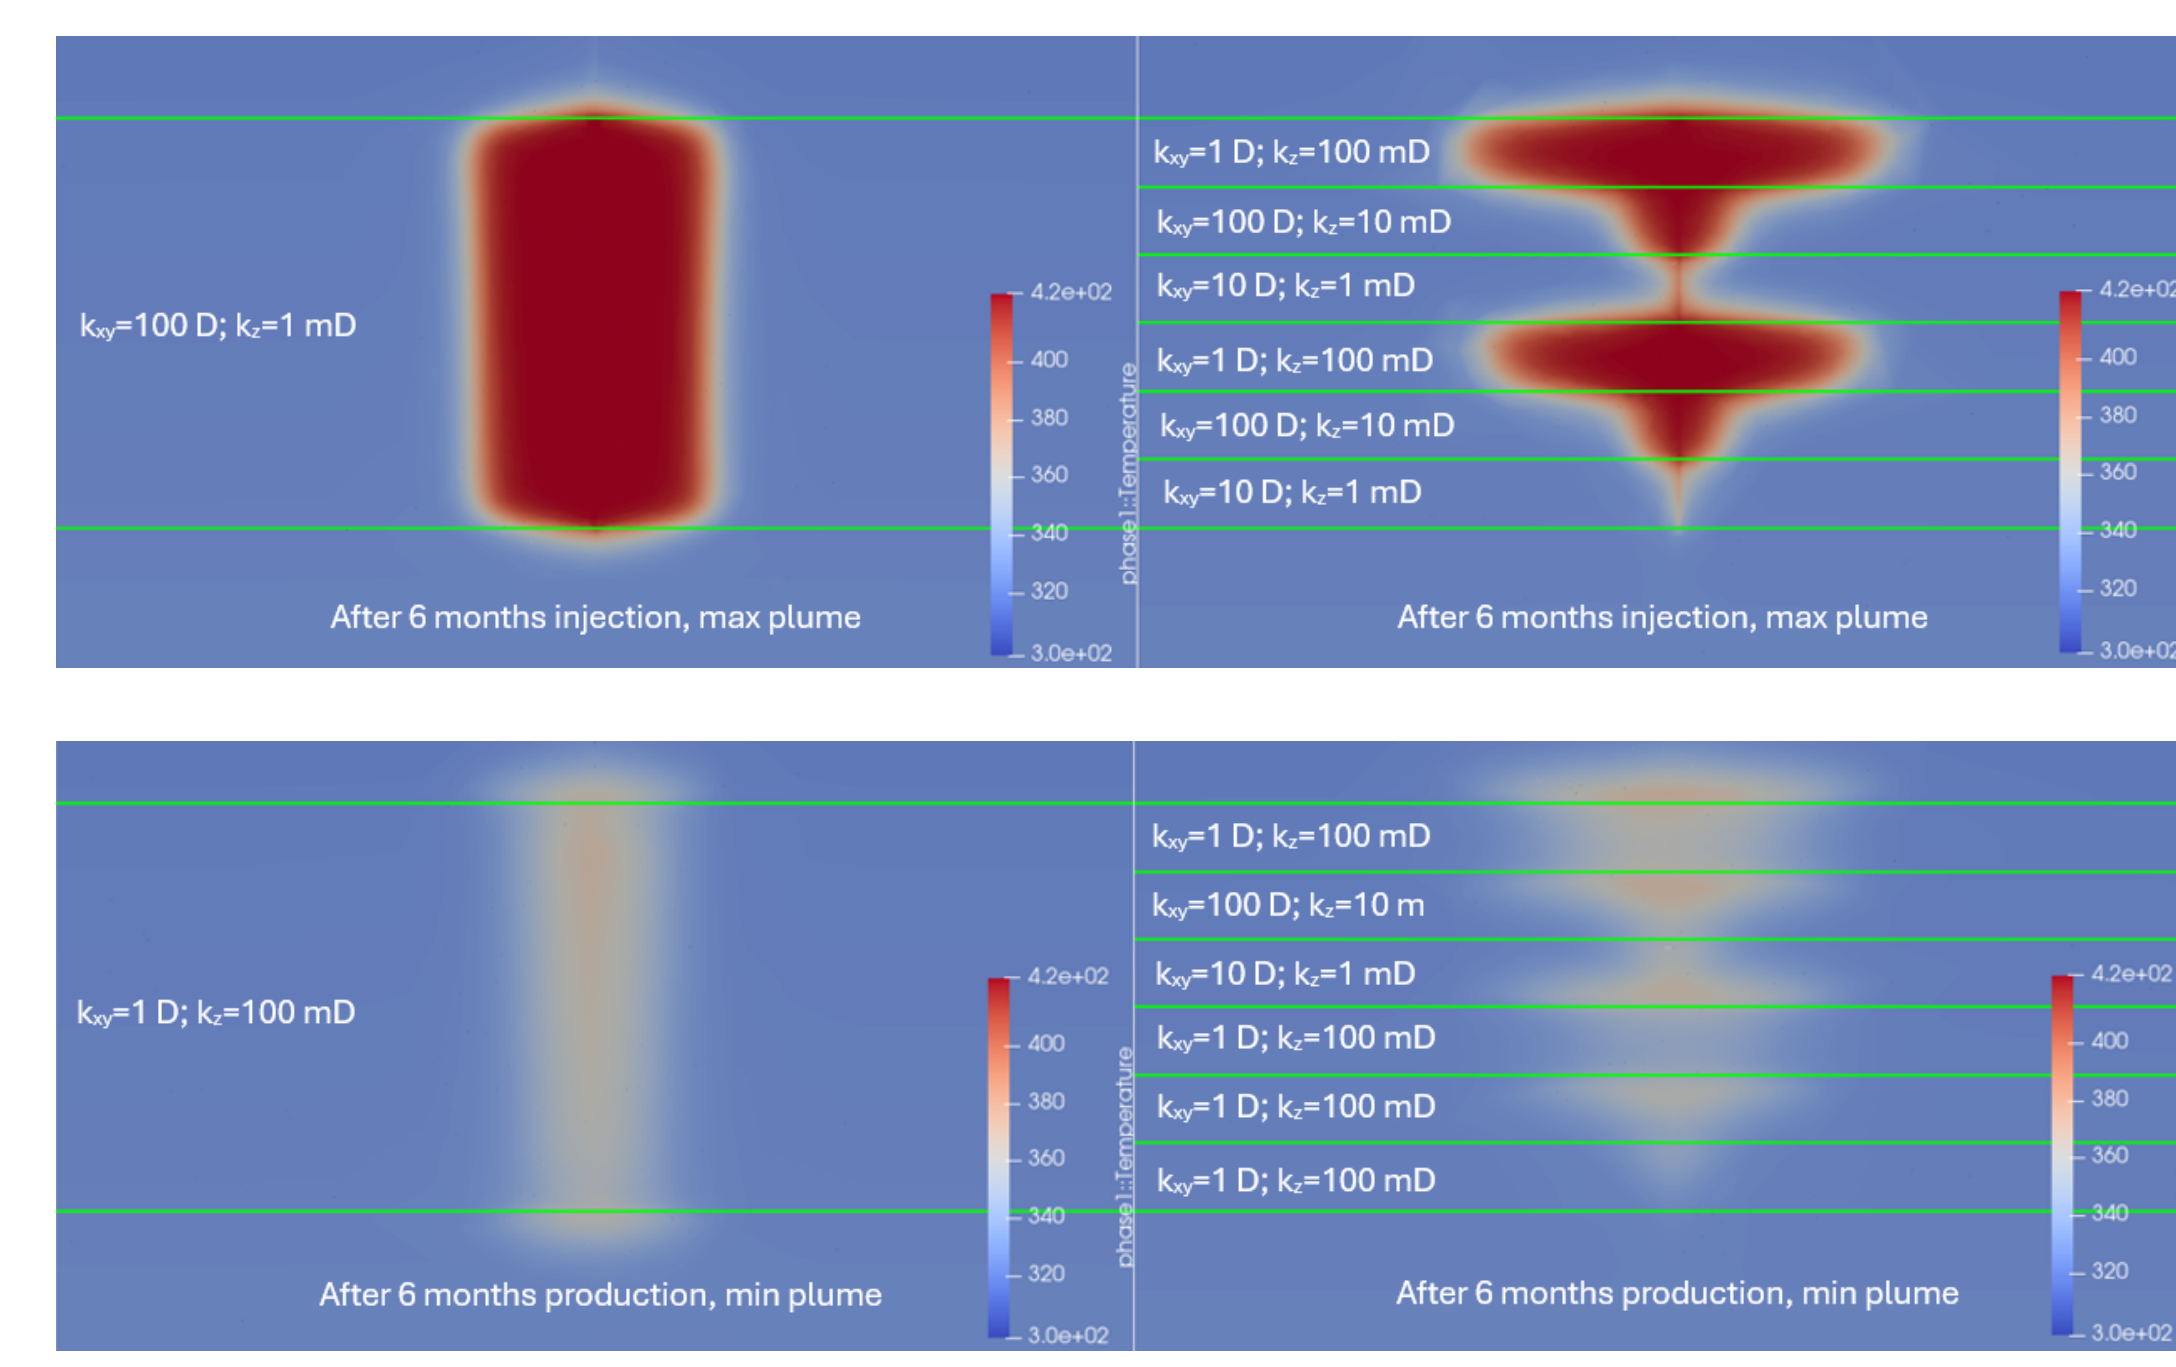 kxy=100 D; kz=1 mD
4.2e+02
400
380
360
340
320
3.0e+02
phase1::Temperature
After 6 months injection, max plume
kxy=1 D; kz=100 mD
kxy=100 D; kz=10 mD
kxy=10 D; kz=1 mD
kxy=1 D; kz=100 mD
kxy=100 D; kz=10 mD
kxy=10 D; kz=1 mD
4.2e+02
400
380
360
340
320
3.0e+02
After 6 months injection, max plume
kxy=1 D; kz=100 mD
4.2e+02
400
380
360
340
320
3.0e+02
phase1::Temperature
After 6 months production, min plume
kxy=1 D; kz=100 mD
kxy=100 D; kz=10 m
kxy=10 D; kz=1 mD
kxy=1 D; kz=100 mD
kxy=1 D; kz=100 mD
kxy=1 D; kz=100 mD
4.2e+02
400
380
360
340
320
3.0e+02
After 6 months production, min plume